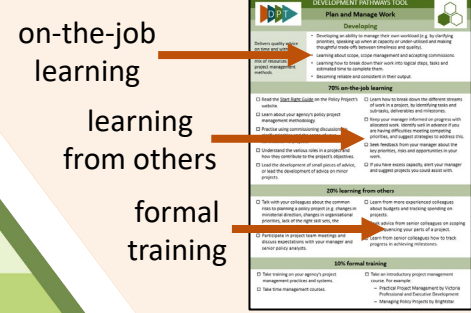 on-the-job
learning
learning
from others
formal
training
DPT
DEVELOPMENT PATHWAYS TOOL
Plan and Manage Work
Developing
Delivers quality advice
on time and
mix of resources
project management
methods
• Developing an ability to manage their own workload (e.g. by clarifying
priorities, speaking up when at capacity or under-utilised and making
thoughtful trade-offs between timeliness and quality).
Learning about scope, scope management and accepting commissions.
• Learning how to break down their work into logical steps, tasks and
estimated time to complete them.
• Becoming reliable and consistent in their output.
70% on-the-job learning
☐ Read the Start Right Guide on the Policy Project's
website
☐ Learn about your agency's policy project
management methodology.
☐ Practise using commissioning discussions
☐ Understand the various roles in a project and
how they contribute to the project's objectives.
☐ Lead the development of small pieces of advice,
or lead the development of advice on minor
projects.
☐ Learn how to break down the different streams
of work in a project, by identifying tasks and
sub-tasks, deliverables and milestones.
☐ Keep your manager informed on progress with
allocated work. Identify well in advance if you
are having difficulties meeting competing
priorities, and suggest strategies to address this.
☐ Seek feedback from your manager about the
key priorities, risks and opportunities in your
work.
☐ If you have excess capacity, alert your manager
and suggest projects you could assist with.
20% learning from others
☐ Talk with your colleagues about the common
risks to planning a policy project (e.g. changes in
ministerial direction, changes in organisational
priorities, lack of the right skill sets, the
☐ Participate in project team meetings and
discuss expectations with your manager and
senior policy analysts.
☐ Learn from more experienced colleagues
about budgets and tracking spending on
projects.
advice from senior colleagues on scoping
your parts of a project.
Learn from senior colleagues how to track
progress in achieving milestones.
10% formal training
☐ Take training on your agency's project
management practices and systems.
☐ Take time management courses.
☐ Take an introductory project management
course. For example:
– Practical Project Management by Victoria
Professional and Executive Development
– Managing Policy Projects by Brightstar